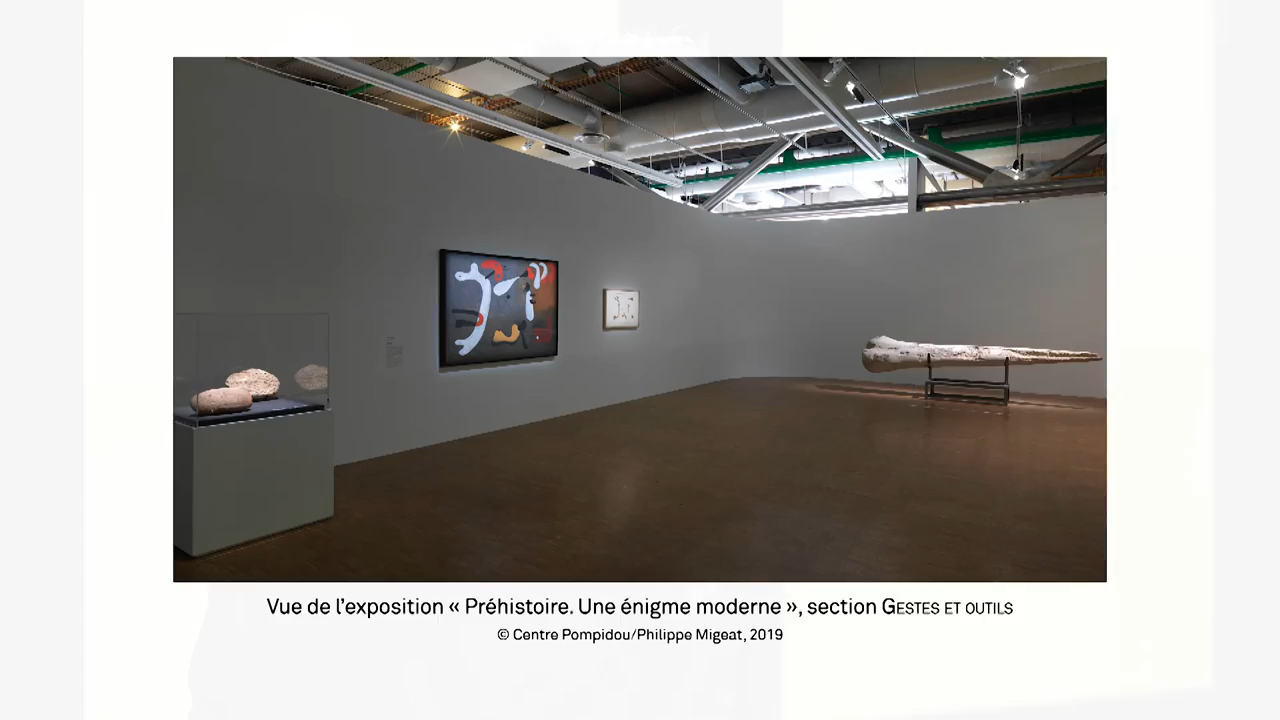 Vue de l'exposition « Préhistoire. Une énigme moderne », section GESTES ET OUTILS
© Centre Pompidou/Philippe Migeat, 2019